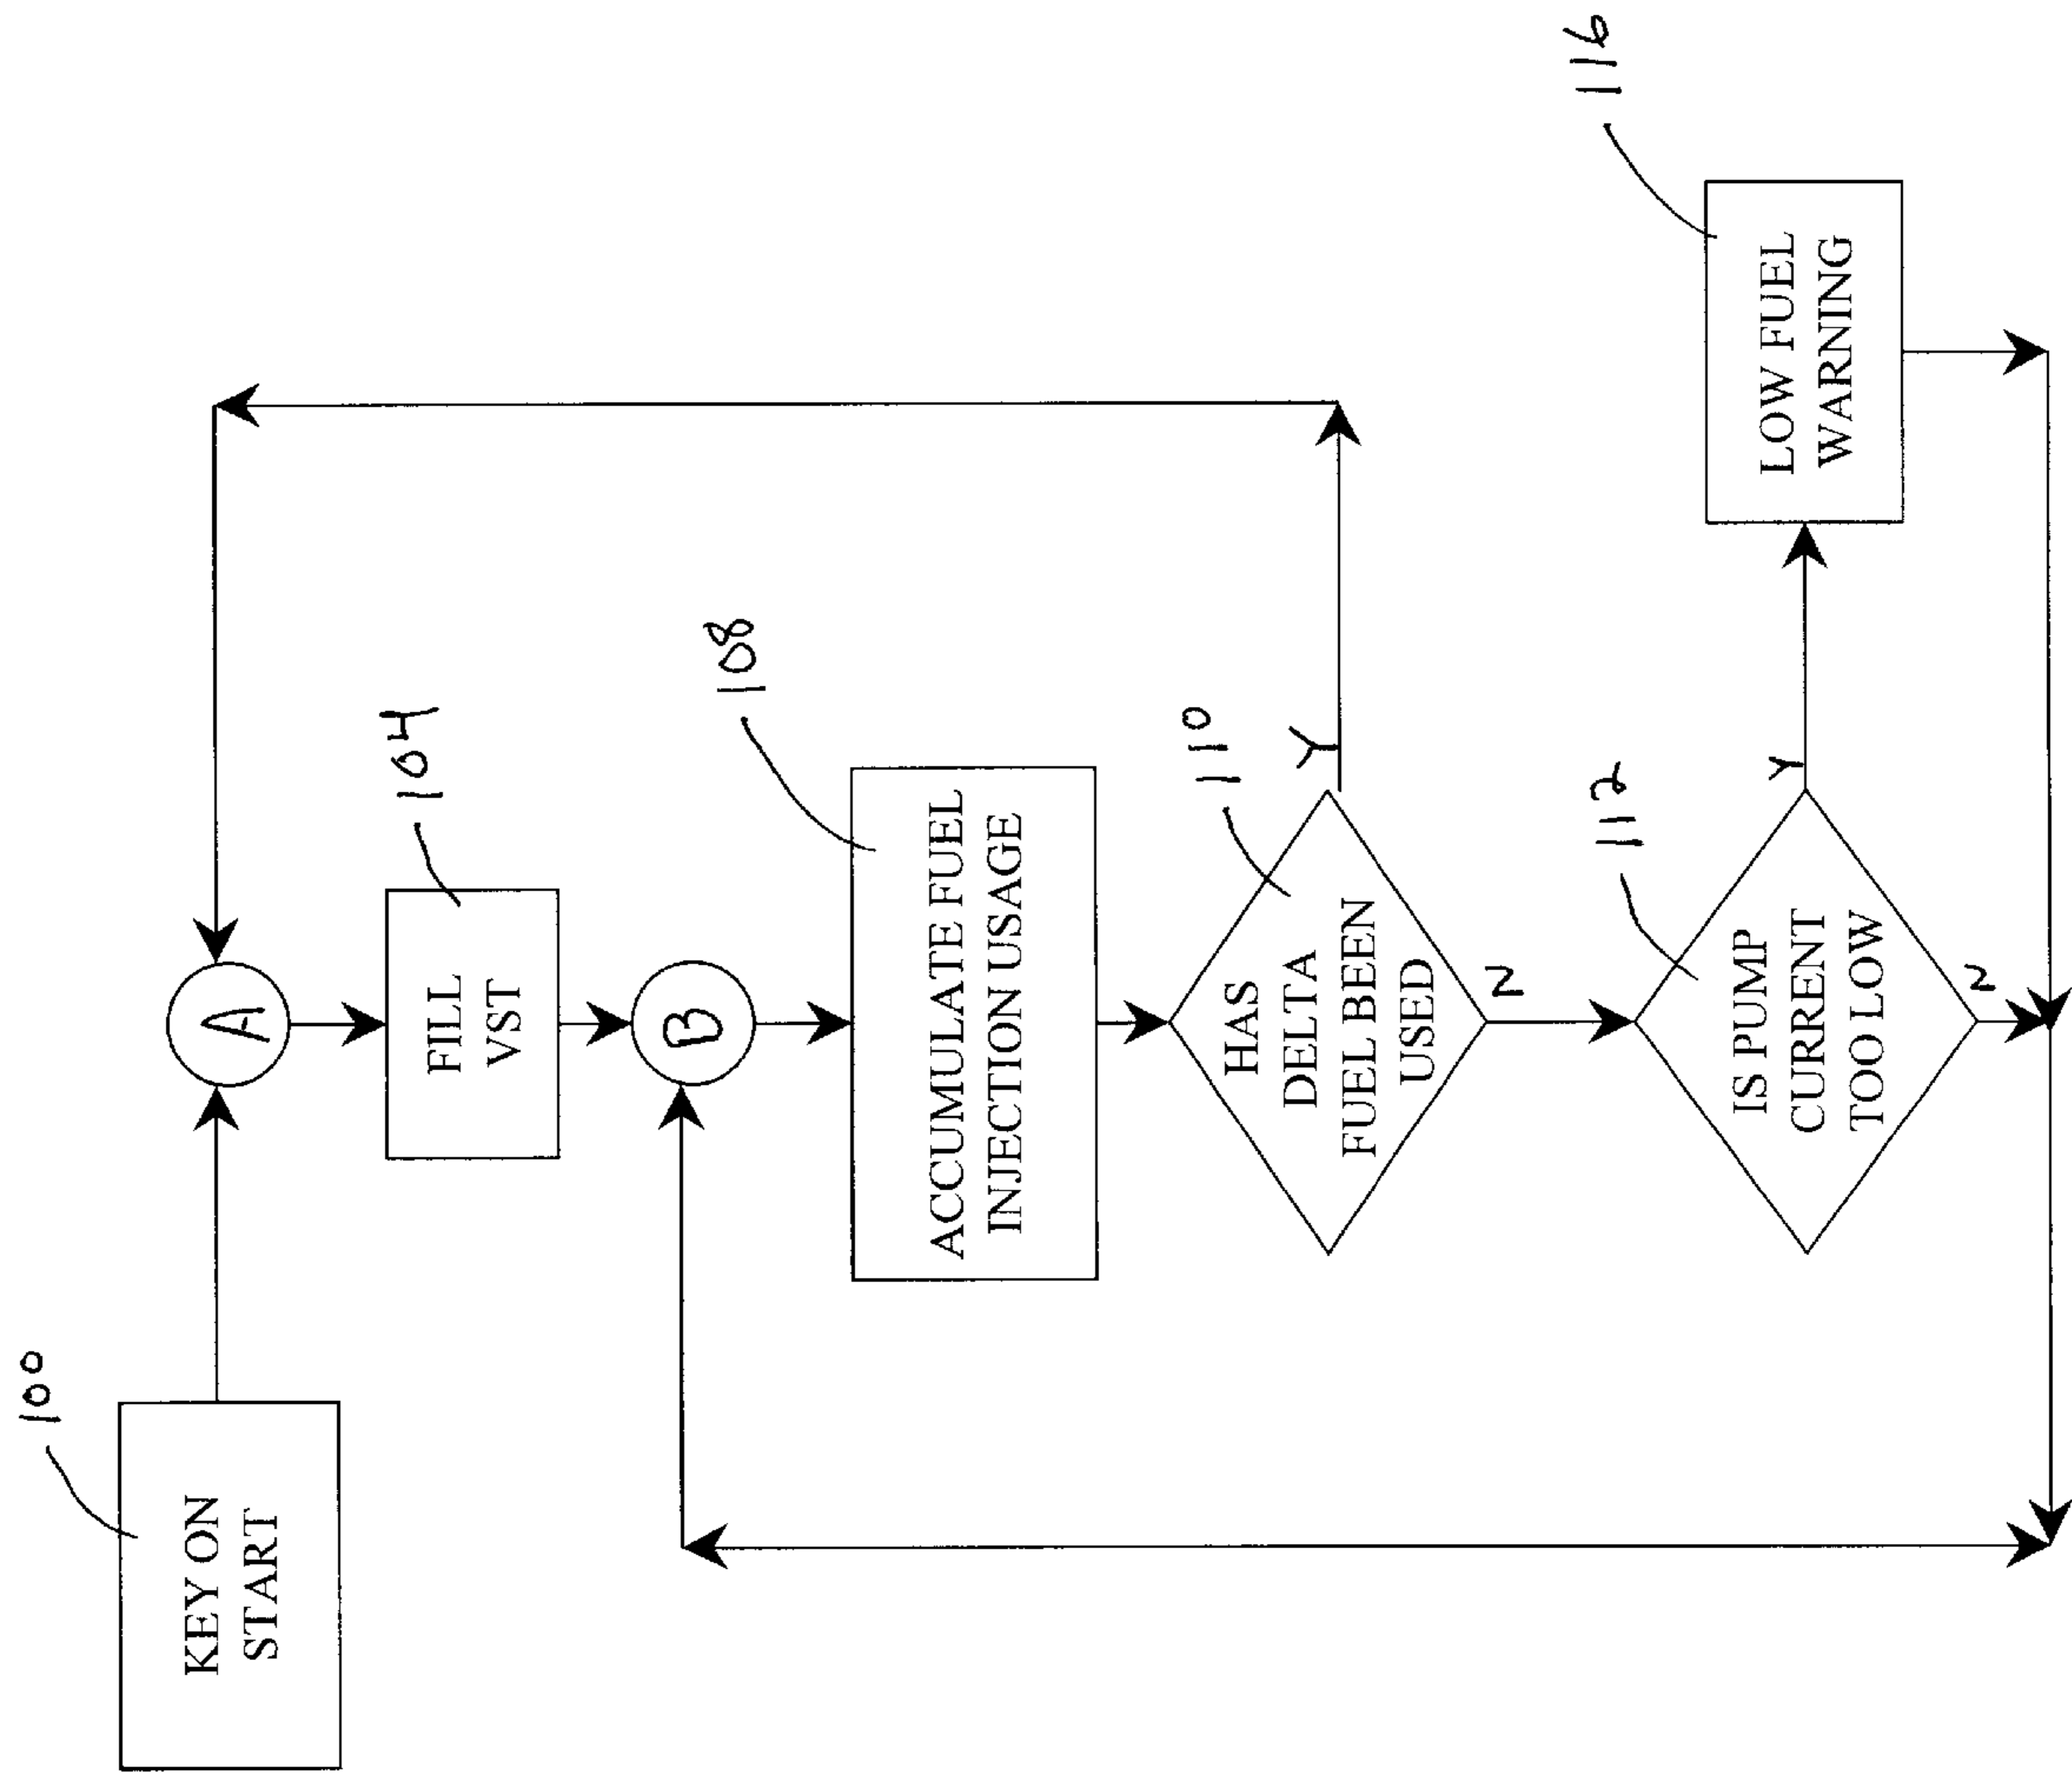 100
KEY ON
START
A
104
FILL
VST
B
108
ACCUMULATE FUEL
INJECTION USAGE
110
HAS
DELTA
FUEL BEEN
USED
Y
N
112
IS PUMP
CURRENT
TOO LOW
Y
N
116
LOW FUEL
WARNING